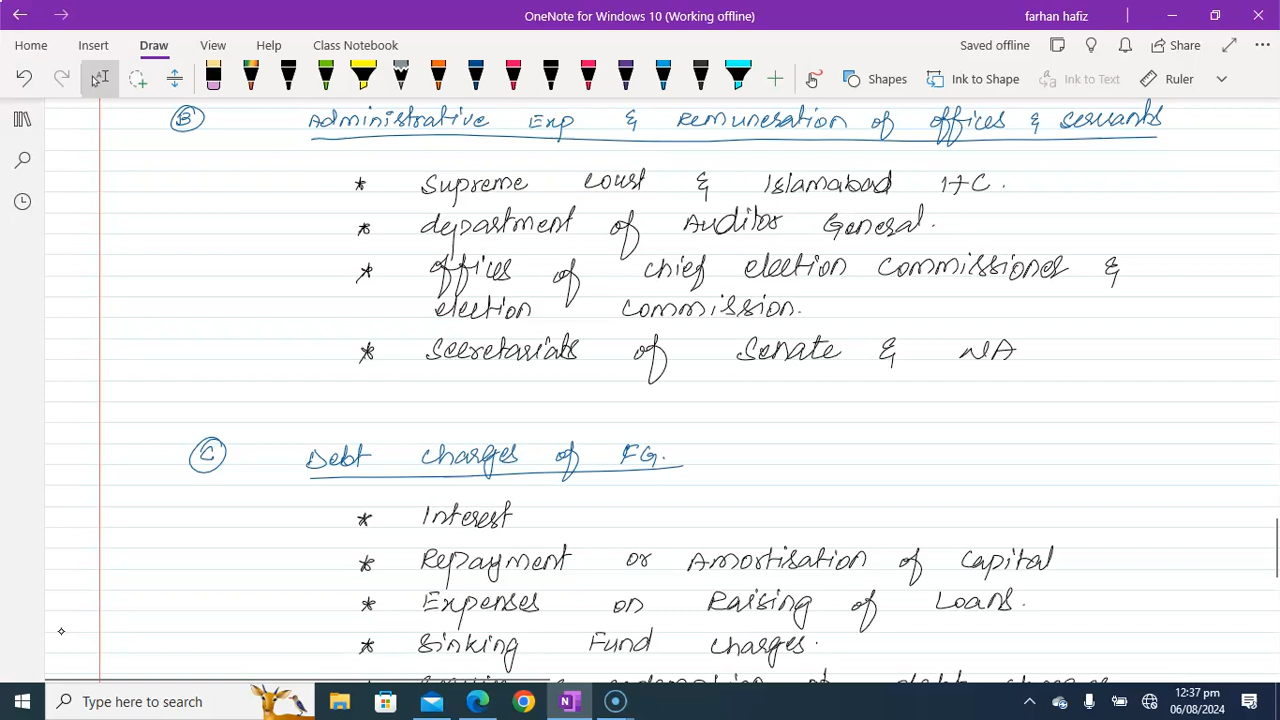 OneNote for Windows 10 (Working offline)
farhan hafiz
Home Insert Draw View Help Class Notebook
Saved offline
Share
Shapes
Ink to Shape
Ink to Text
Ruler
B Administrative Exp & Remuneration of offices & servants
* Supreme court & Islamabad HC.
* department of Auditor General.
* offices of chief election commissioner &
election commission.
* Secretariats of Senate & NA
C Debt charges of FG.
* Interest
* Repayment or Amortisation of Capital
* Expenses on Raising of Loans.
* Sinking Fund charges.
Type here to search
12:37 pm
06/08/2024